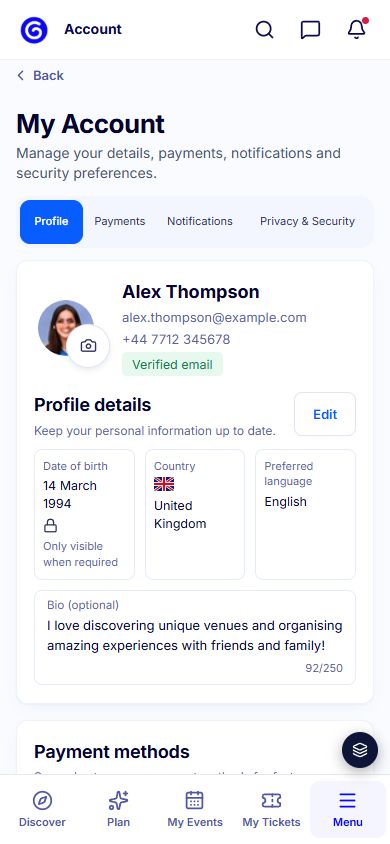 Account
Back
My Account
Manage your details, payments, notifications and
security preferences.
Profile
Payments
Notifications
Privacy & Security
Alex Thompson
alex.thompson@example.com
+44 7712 345678
Verified email
Profile details
Keep your personal information up to date.
Edit
Date of birth
14 March
1994
Only visible
when required
Country
United
Kingdom
Preferred
language
English
Bio (optional)
I love discovering unique venues and organising
amazing experiences with friends and family!
92/250
Payment methods
Discover
Plan
My Events
My Tickets
Menu